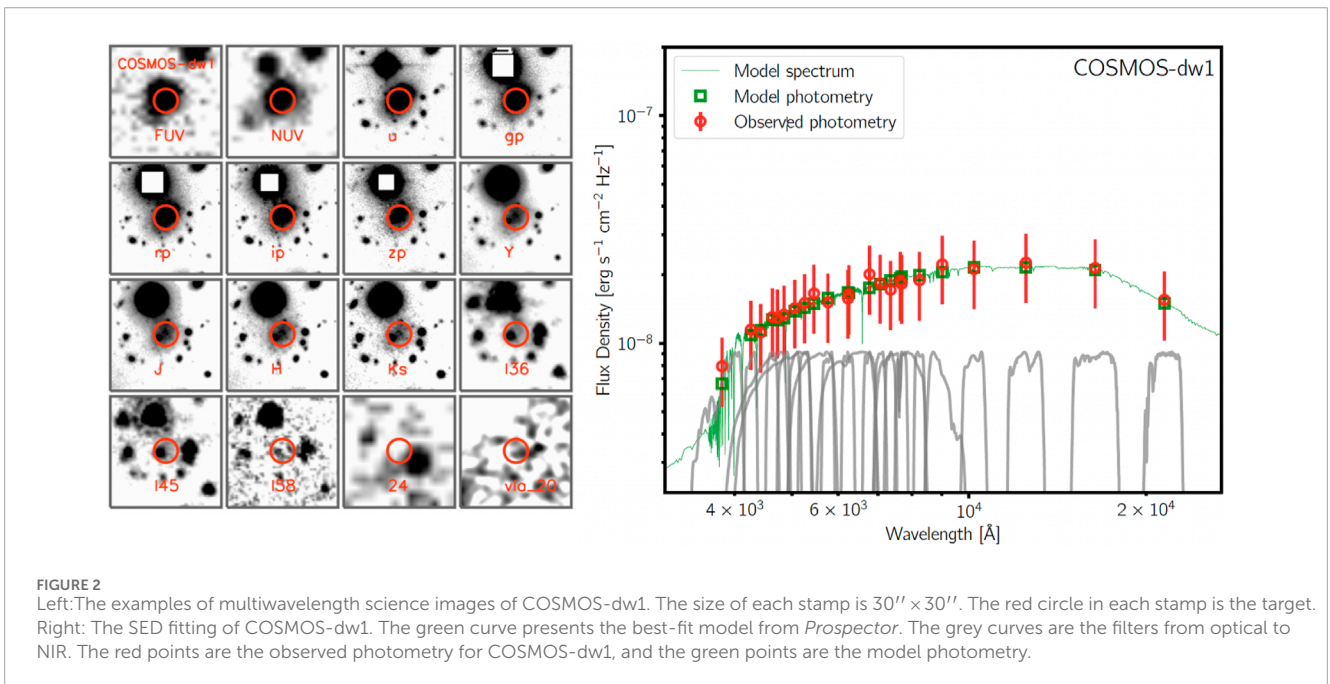 COSMOS-dw1
FUV
NUV
u
gp
rp
ip
zp
Y
J
H
Ks
I36
I45
I58
24
vla_20
Model spectrum
Model photometry
Observed photometry
COSMOS-dw1
10⁻⁷
10⁻⁸
Flux Density [erg s⁻¹ cm⁻² Hz⁻¹]
4 × 10³
6 × 10³
10⁴
2 × 10⁴
Wavelength [Å]
FIGURE 2
Left:The examples of multiwavelength science images of COSMOS-dw1. The size of each stamp is 30′′ × 30′′. The red circle in each stamp is the target.
Right: The SED fitting of COSMOS-dw1. The green curve presents the best-fit model from Prospector. The grey curves are the filters from optical to
NIR. The red points are the observed photometry for COSMOS-dw1, and the green points are the model photometry.